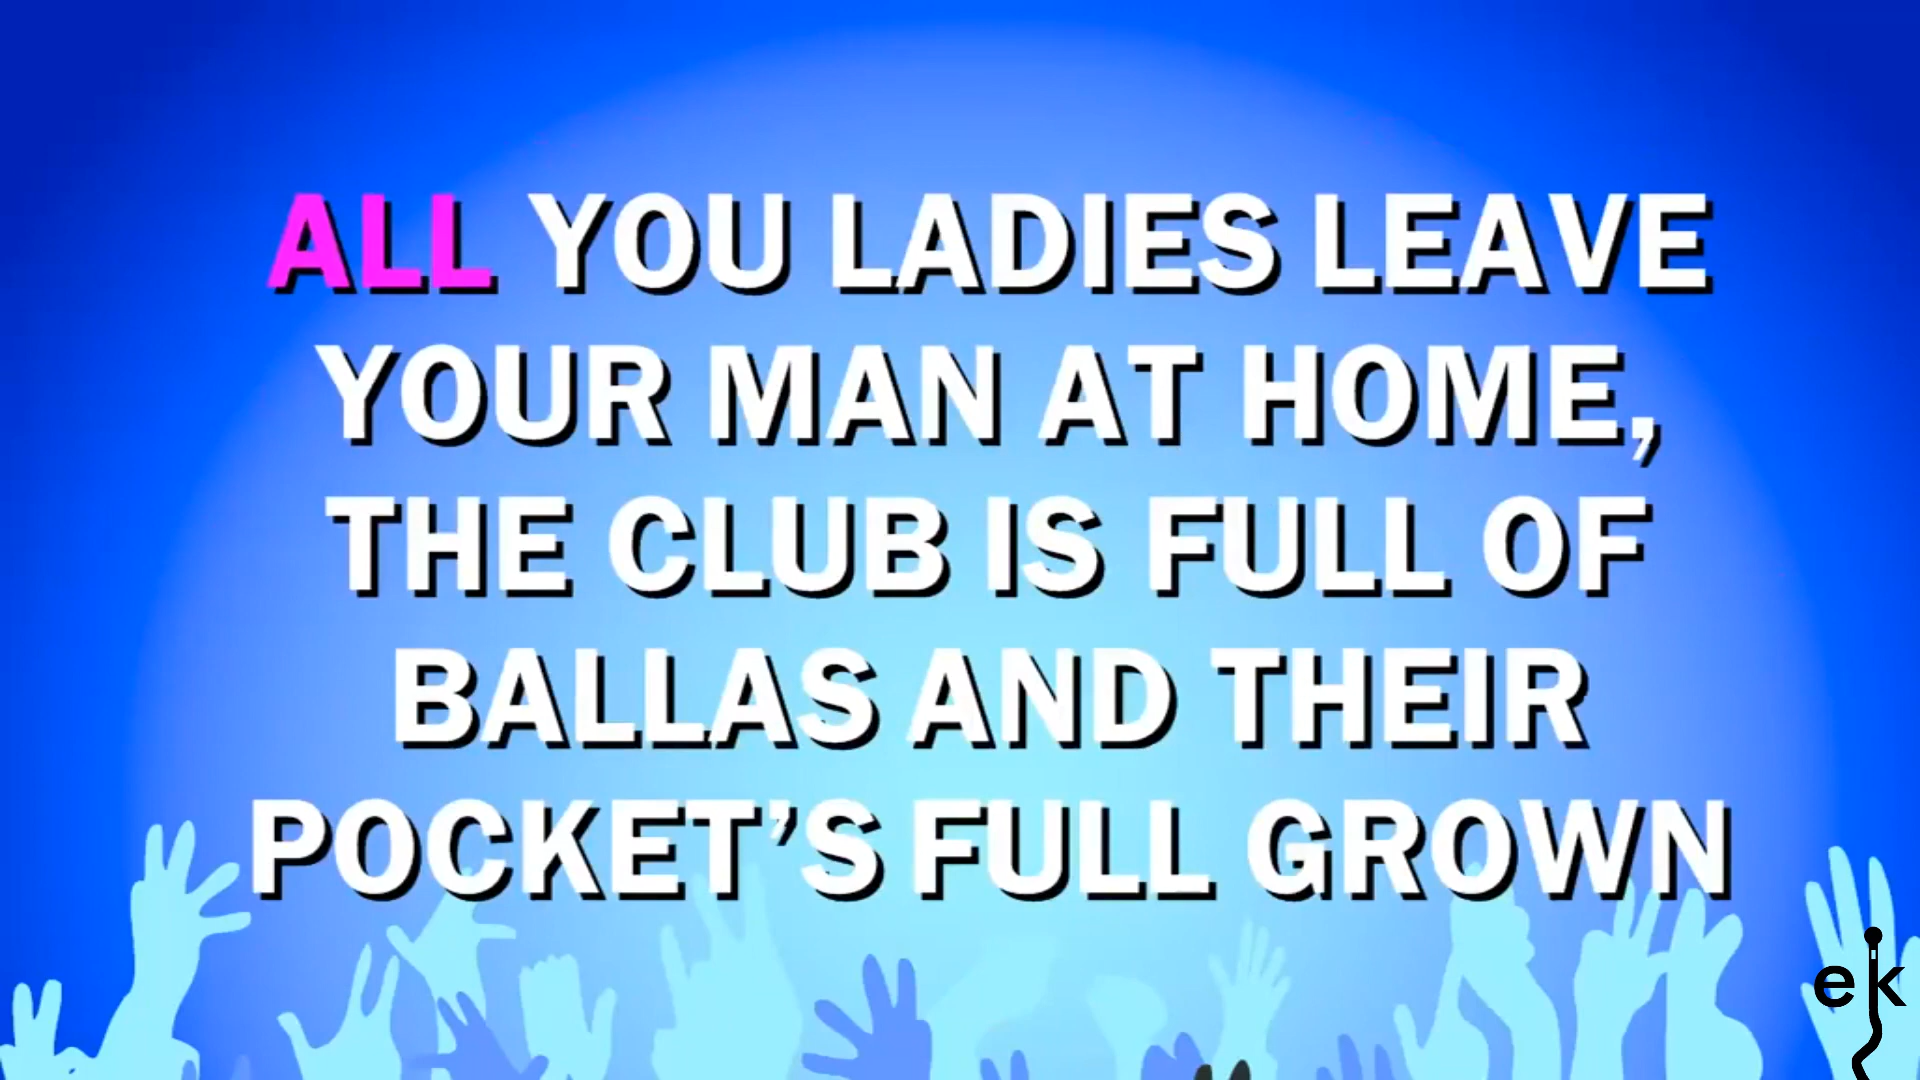 ALL YOU LADIES LEAVE
YOUR MAN AT HOME,
THE CLUB IS FULL OF
BALLAS AND THEIR
POCKET’S FULL GROWN
ek